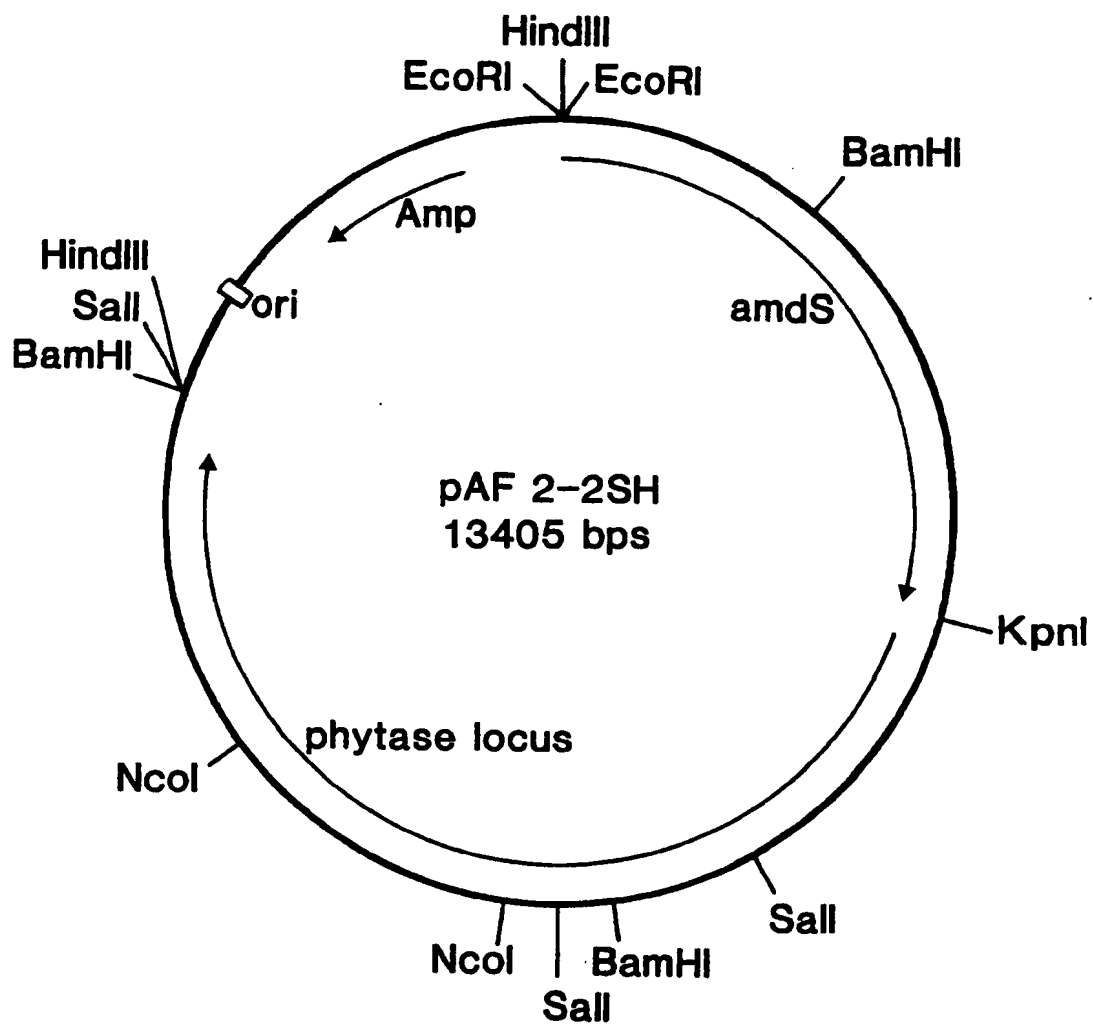 HindIII
EcoRI
EcoRI
BamHI
Amp
HindIII
SalI
BamHI
ori
amdS
pAF 2-2SH
13405 bps
KpnI
phytase locus
NcoI
SalI
NcoI
BamHI
SalI